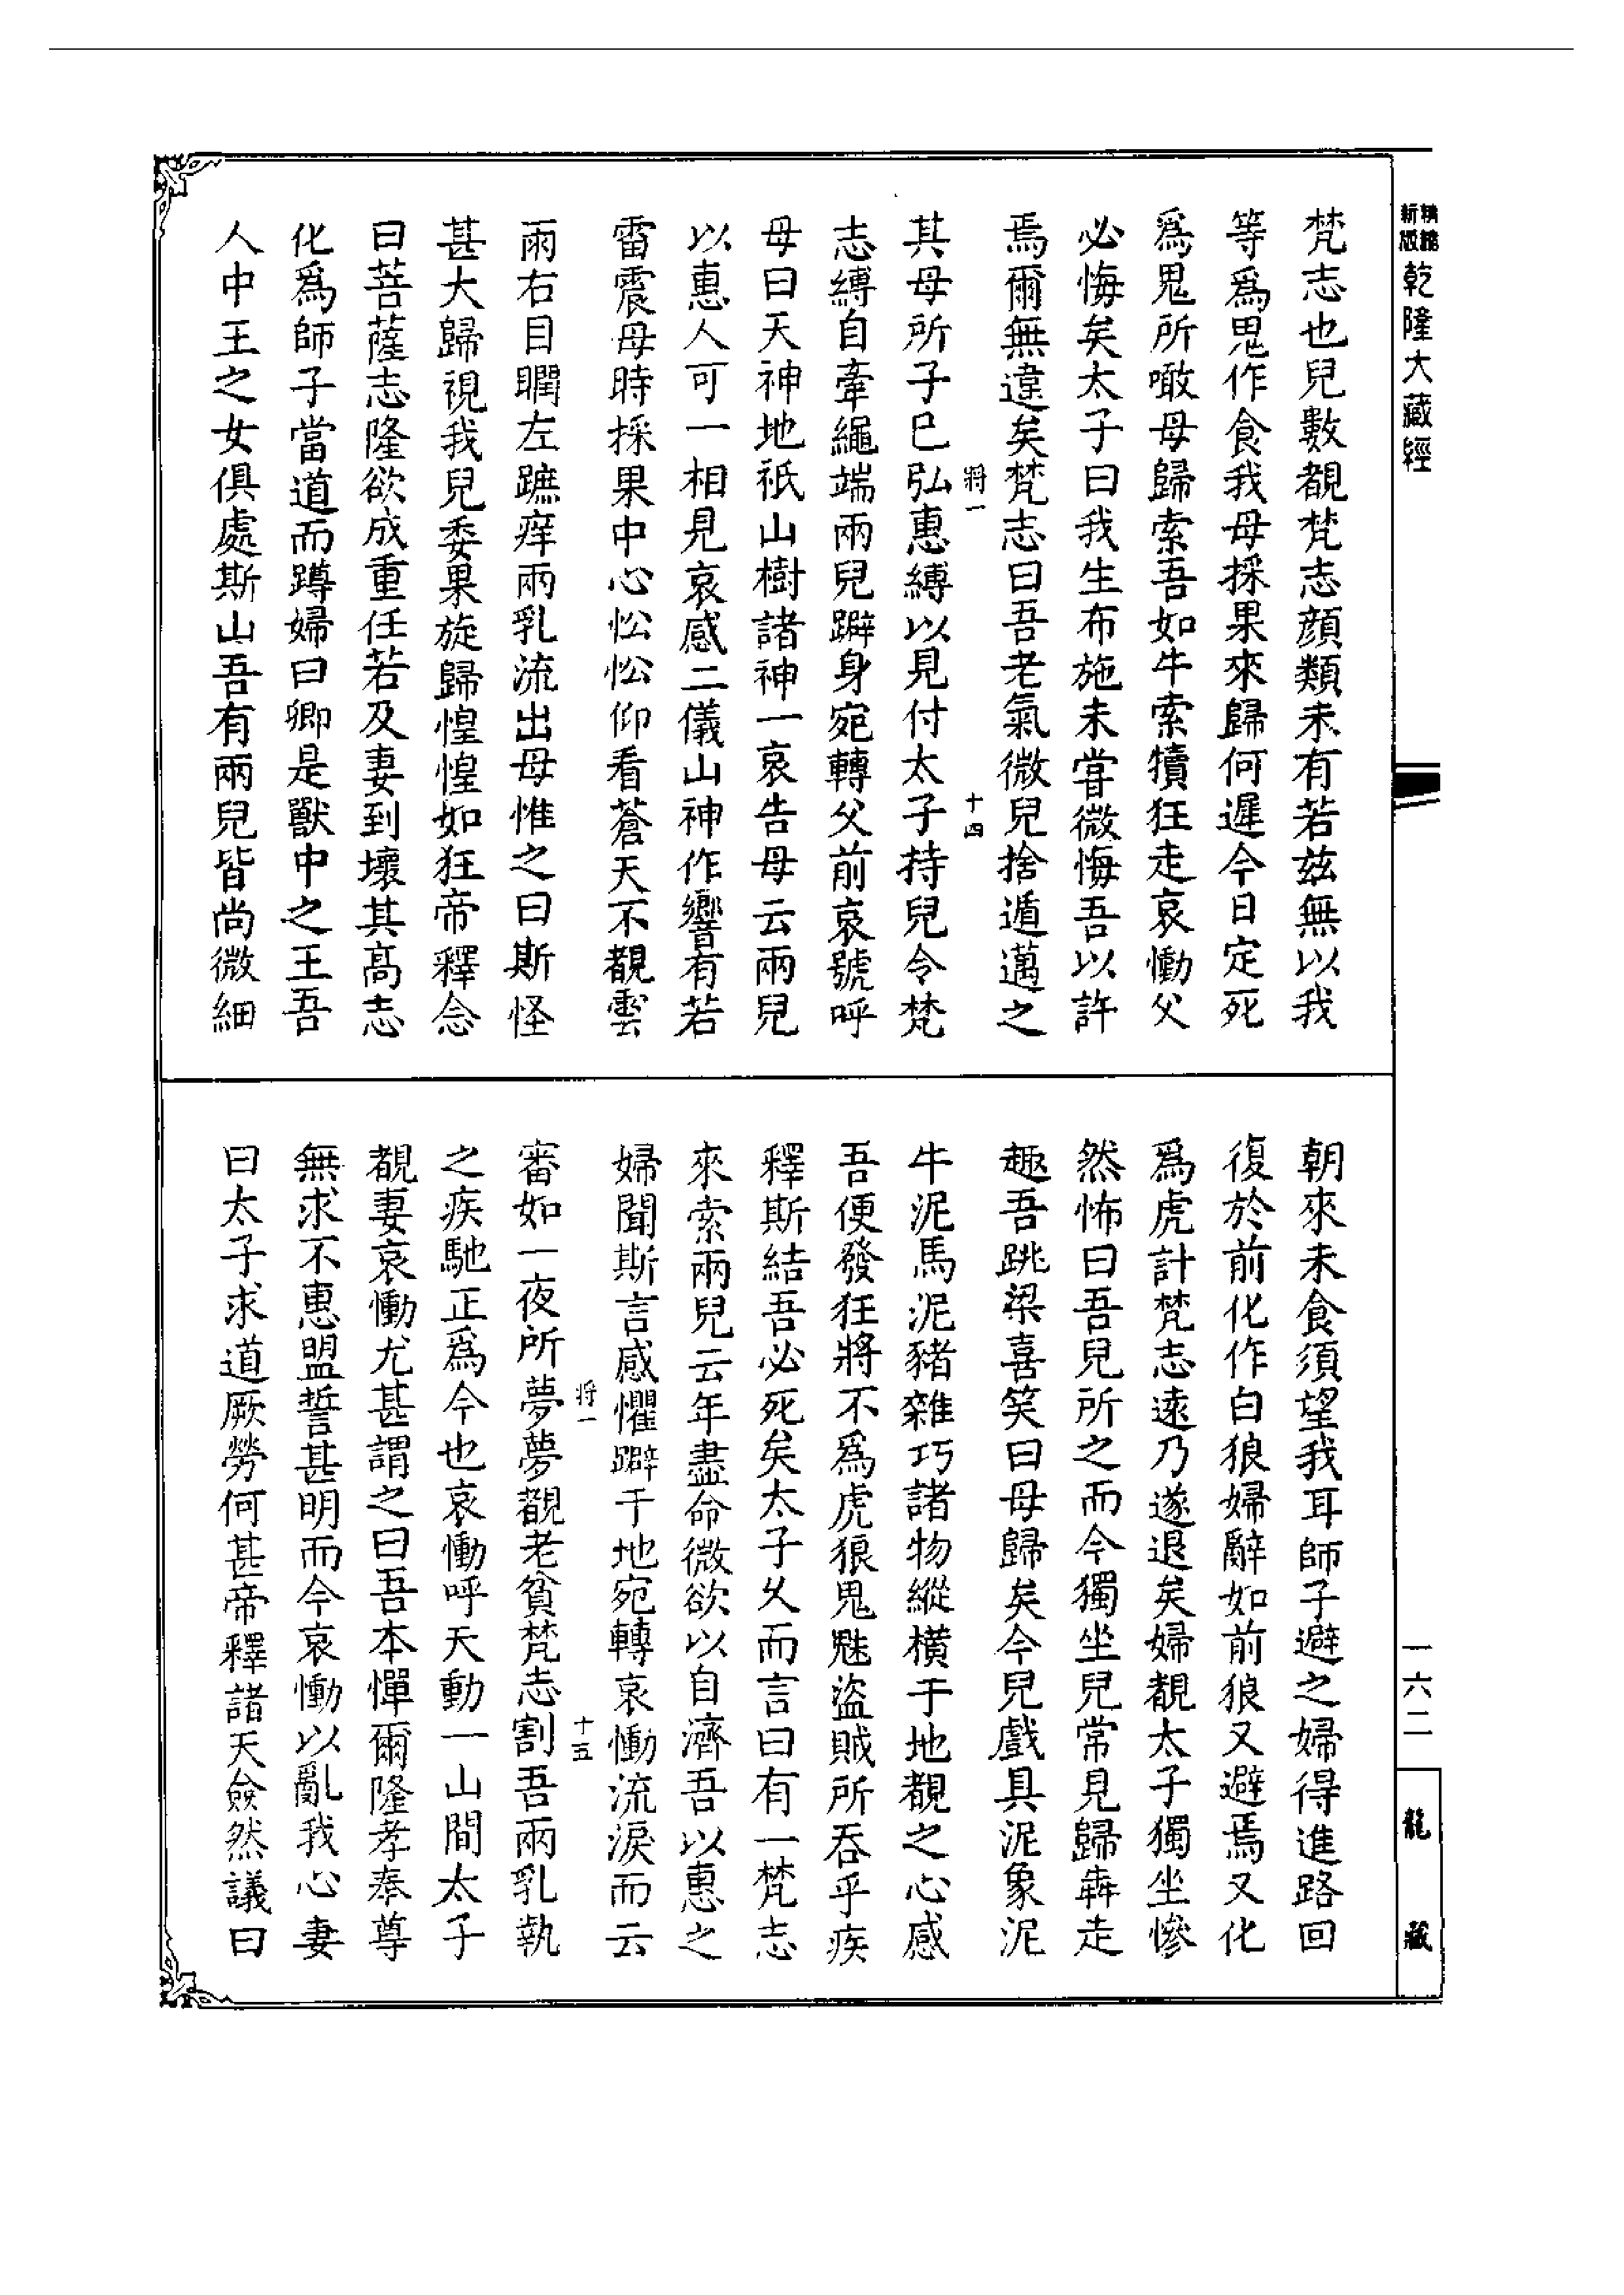 精縮新版乾隆大藏經
梵志也兒數覩梵志顔類未有若兹無以我
等爲鬼作食我母採果來歸何遲今日定死
爲鬼所噉母歸索吾如牛索犢狂走哀慟父
必悔矣太子曰我生布施未甞微悔吾以許
焉爾無違矣梵志曰吾老氣微兒捨遁邁之
將一 十四
其母所子已弘惠縛以見付太子持兒令梵
志縛自牽繩端兩兒躃身宛轉父前哀號呼
母曰天神地祇山樹諸神一哀告母云兩兒
以惠人可一相見哀感二儀山神作響有若
雷震母時採果中心忪忪仰看蒼天不覩雲
雨右目瞤左蹠痒兩乳流出母惟之曰斯怪
甚大歸視我兒委果旋歸惶惶如狂帝釋念
曰菩薩志隆欲成重任若及妻到壞其高志
化爲師子當道而蹲婦曰卿是獸中之王吾
人中王之女俱處斯山吾有兩兒皆尚微細
朝來未食須望我耳師子避之婦得進路回
復於前化作白狼婦辭如前狼又避焉又化
爲虎計梵志遠乃遂退矣婦覩太子獨坐慘
然怖曰吾兒所之而今獨坐兒常見歸犇走
趣吾跳梁喜笑曰母歸矣今兒戲具泥象泥
牛泥馬泥豬雜巧諸物縱橫于地覩之心感
吾便發狂將不爲虎狼鬼魅盜賊所吞乎疾
釋斯結吾必死矣太子久而言曰有一梵志
來索兩兒云年盡命微欲以自濟吾以惠之
婦聞斯言感懼躃于地宛轉哀慟流淚而云
將一 十五
審如一夜所夢夢覩老貧梵志割吾兩乳執
之疾馳正爲今也哀慟呼天動一山間太子
覩妻哀慟尤甚謂之曰吾本憚爾隆孝奉尊
無求不惠盟誓甚明而今哀慟以亂我心妻
曰太子求道厥勞何甚帝釋諸天僉然議曰
一六二
龍藏